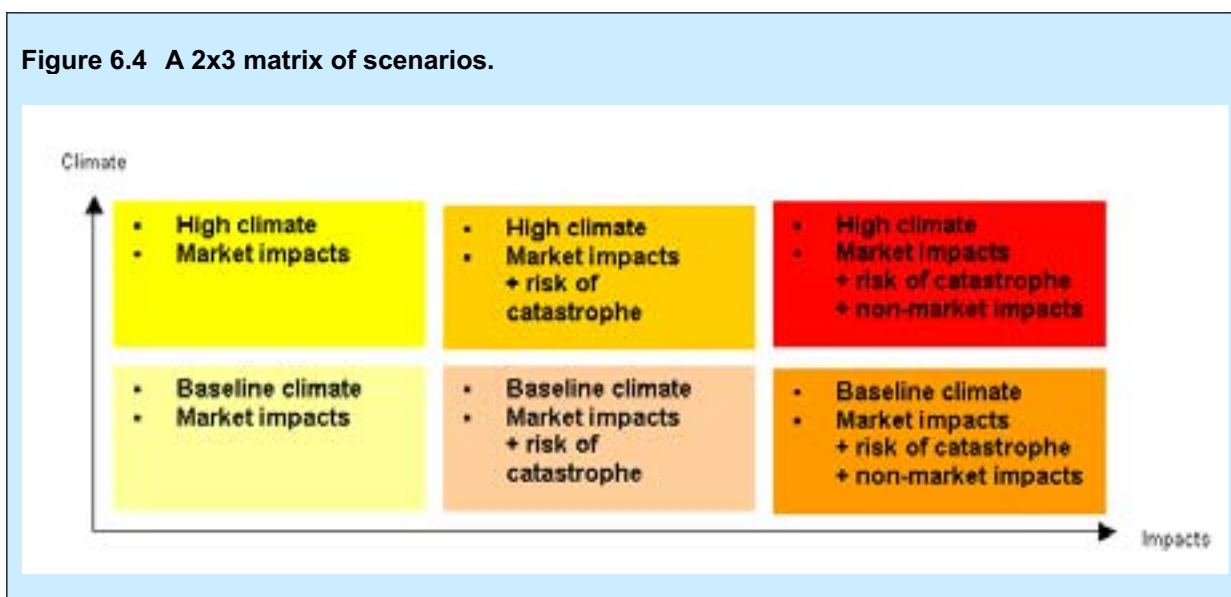 Figure 6.4 A 2x3 matrix of scenarios.
Climate
▪ High climate
▪ Market impacts
▪ High climate
▪ Market impacts
+ risk of
catastrophe
▪ High climate
▪ Market impacts
+ risk of catastrophe
+ non-market impacts
▪ Baseline climate
▪ Market impacts
▪ Baseline climate
▪ Market impacts
+ risk of
catastrophe
▪ Baseline climate
▪ Market impacts
+ risk of catastrophe
+ non-market impacts
Impacts